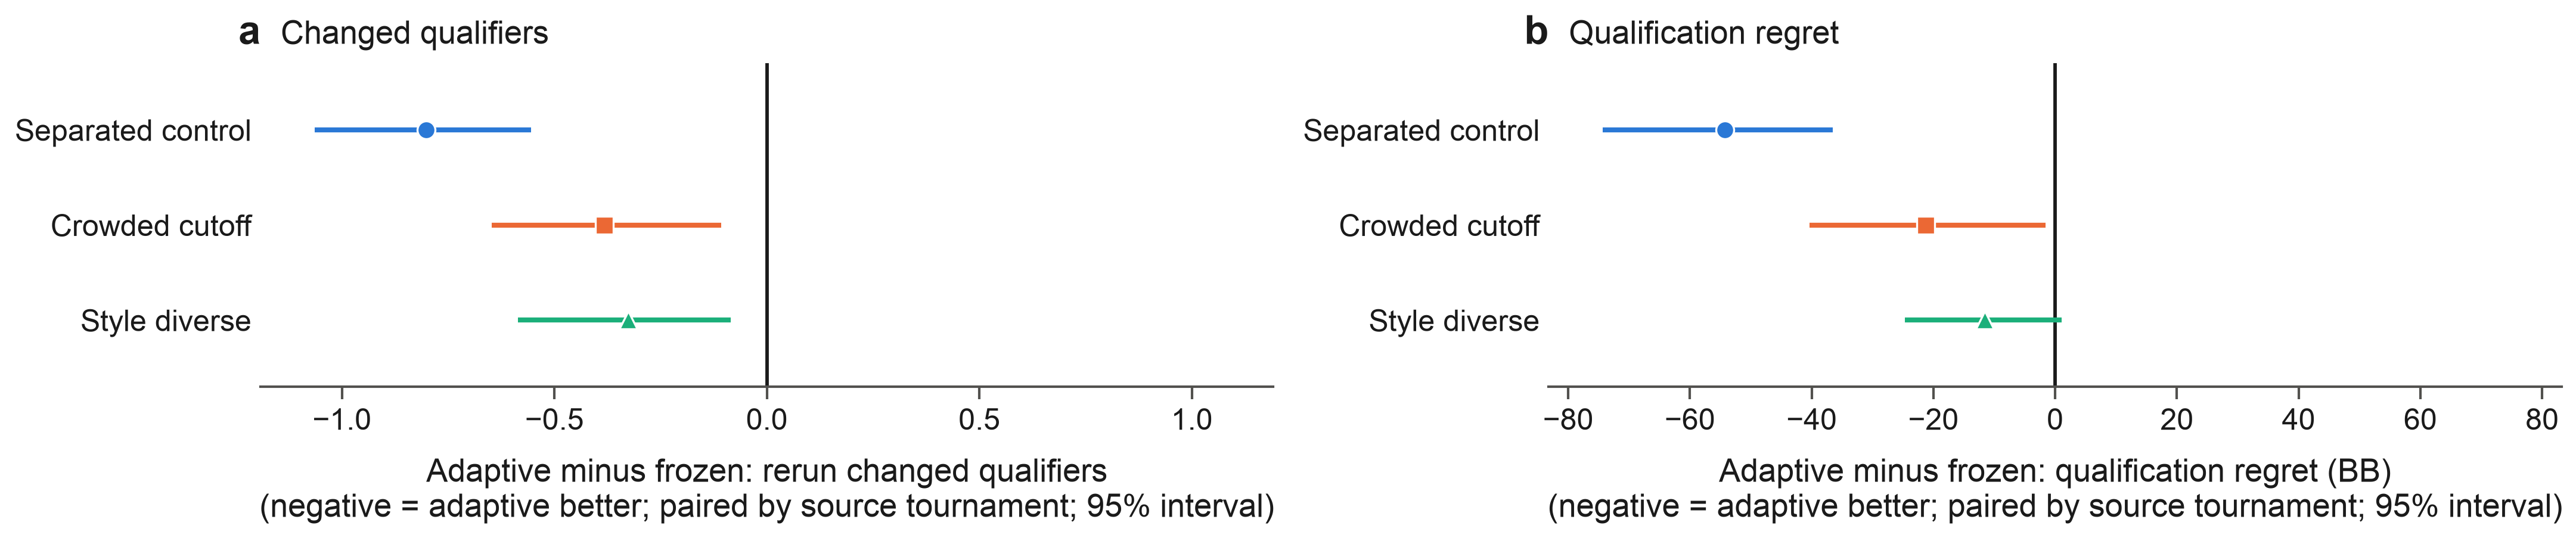 a Changed qualifiers
Separated control
Crowded cutoff
Style diverse
−1.0 −0.5 0.0 0.5 1.0
Adaptive minus frozen: rerun changed qualifiers
(negative = adaptive better; paired by source tournament; 95% interval)
b Qualification regret
Separated control
Crowded cutoff
Style diverse
−80 −60 −40 −20 0 20 40 60 80
Adaptive minus frozen: qualification regret (BB)
(negative = adaptive better; paired by source tournament; 95% interval)